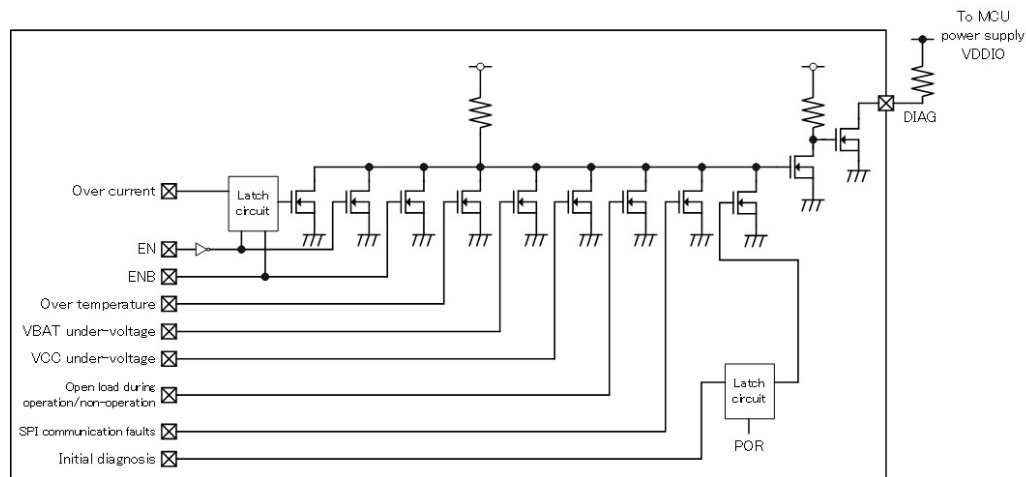 To MCU
power supply
VDDIO
DIAG
Over current
Latch
circuit
EN
ENB
Over temperature
VBAT under-voltage
VCC under-voltage
Open load during
operation/non-operation
Latch
circuit
SPI communication faults
POR
Initial diagnosis